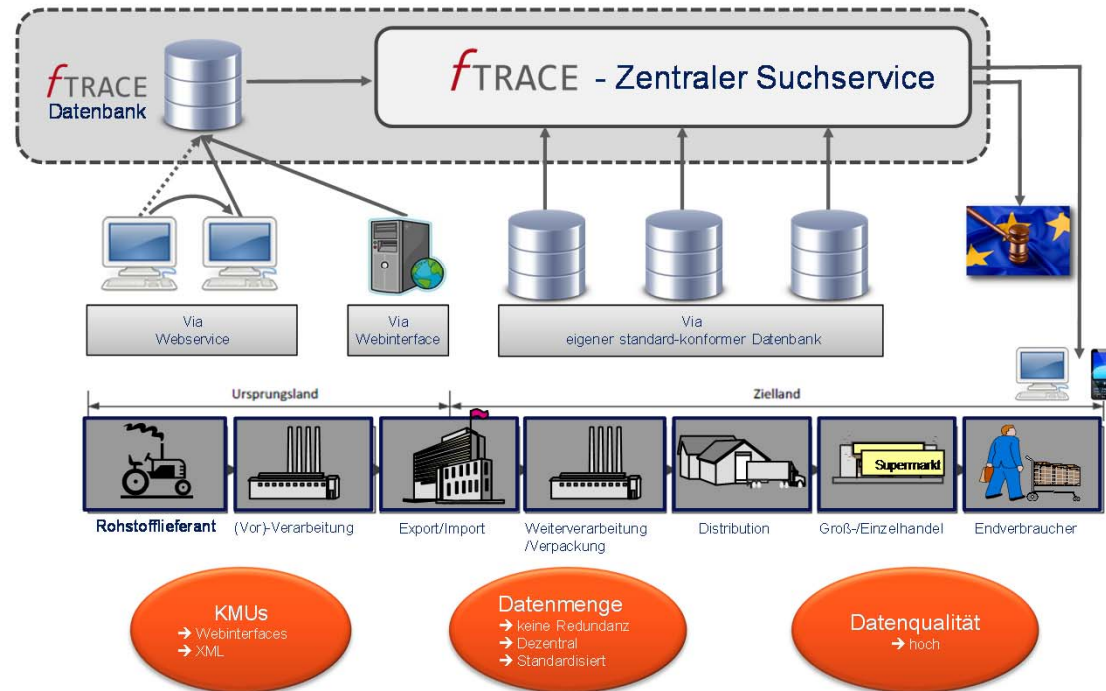 fTRACE
Datenbank
fTRACE - Zentraler Suchservice
Via
Webservice
Via
Webinterface
Via
eigener standard-konformer Datenbank
Ursprungsland
Zielland
Supermarkt
Rohstofflieferant
(Vor)-Verarbeitung
Export/Import
Weiterverarbeitung
/Verpackung
Distribution
Groß-/Einzelhandel
Endverbraucher
KMUs
→ Webinterfaces
→ XML
Datenmenge
→ keine Redundanz
→ Dezentral
→ Standardisiert
Datenqualität
→ hoch